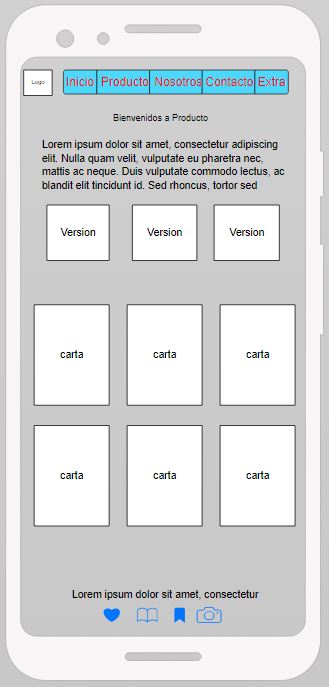 Logo
Inicio Producto Nosotros Contacto Extra
Bienvenidos a Producto
Lorem ipsum dolor sit amet, consectetur adipiscing
elit. Nulla quam velit, vulputate eu pharetra nec,
mattis ac neque. Duis vulputate commodo lectus, ac
blandit elit tincidunt id. Sed rhoncus, tortor sed
Version Version Version
carta carta carta
carta carta carta
Lorem ipsum dolor sit amet, consectetur